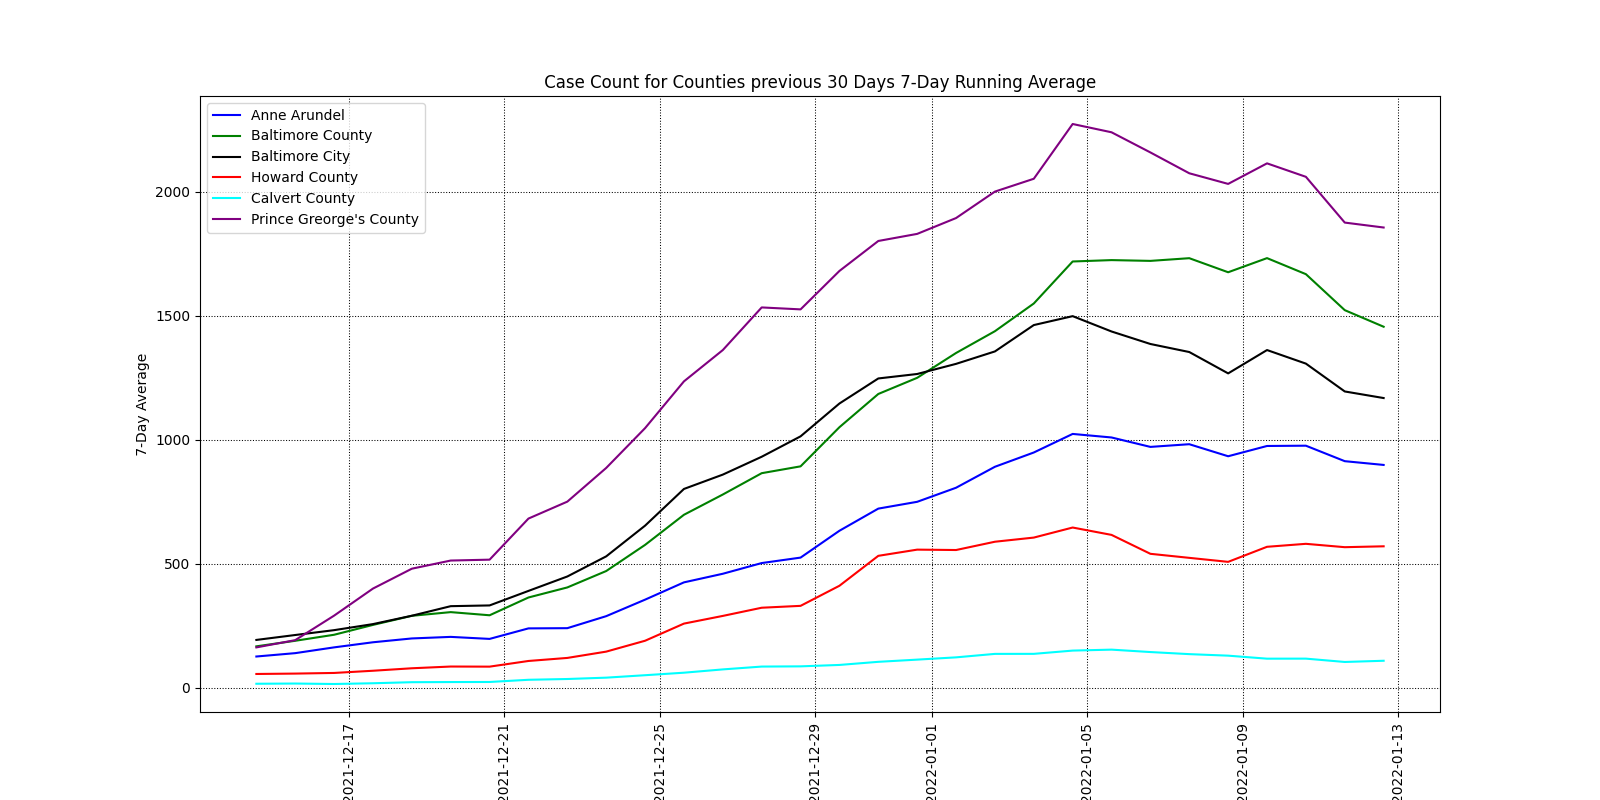 Case Count for Counties previous 30 Days 7-Day Running Average
Anne Arundel
Baltimore County
Baltimore City
Howard County
Calvert County
Prince Greorge's County
7-Day Average
2000
1500
1000
500
0
2021-12-17
2021-12-21
2021-12-25
2021-12-29
2022-01-01
2022-01-05
2022-01-09
2022-01-13